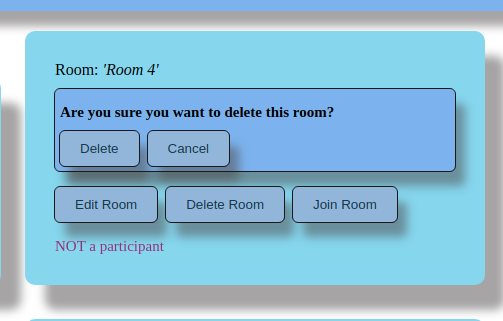 Room: 'Room 4'
Are you sure you want to delete this room?
Delete Cancel
Edit Room Delete Room Join Room
NOT a participant